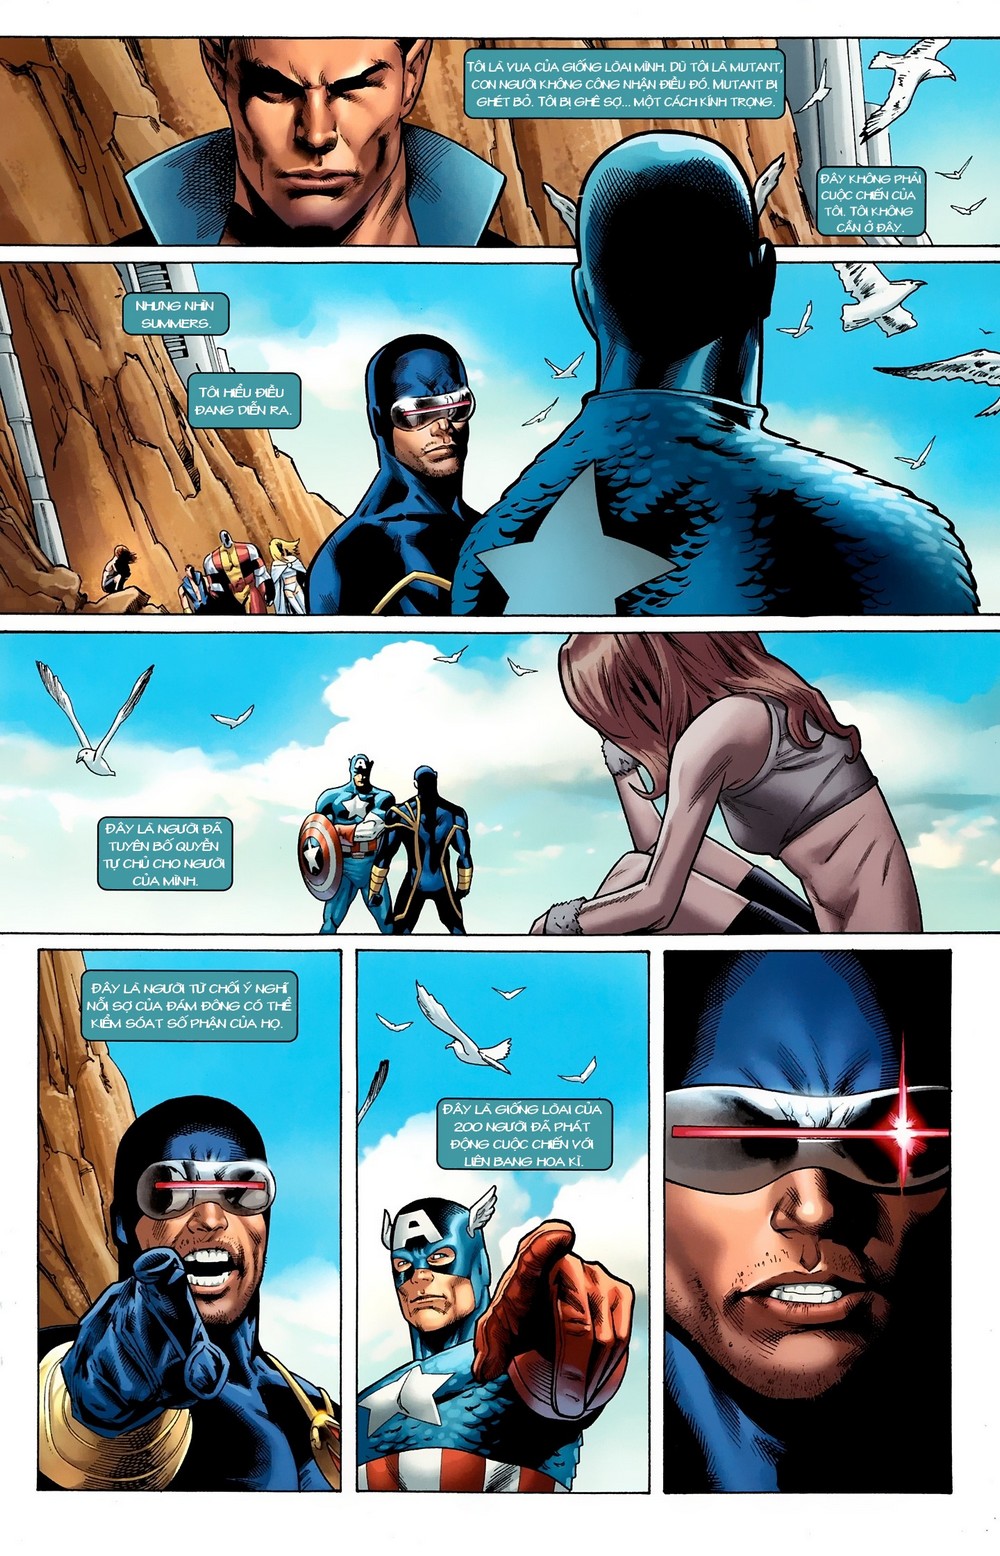 TÔI LÀ VUA CỦA GIỐNG LÒAI MÌNH. DÙ TÔI LÀ MUTANT,
CON NGƯỜI KHÔNG CÔNG NHẬN ĐIỀU ĐÓ. MUTANT BỊ
GHÉT BỎ. TÔI BỊ GHÊ SỢ... MỘT CÁCH KÍNH TRỌNG.
ĐÂY KHÔNG PHẢI
CUỘC CHIẾN CỦA
TÔI. TÔI KHÔNG
CẦN Ở ĐÂY.
NHƯNG NHÌN
SUMMERS.
TÔI HIỂU ĐIỀU
ĐANG DIỄN RA.
ĐÂY LÀ NGƯỜI ĐÃ
TUYÊN BỐ QUYỀN
TỰ CHỦ CHO NGƯỜI
CỦA MÌNH.
ĐÂY LÀ NGƯỜI TỪ CHỐI Ý NGHĨ
NỖI SỢ CỦA ĐÁM ĐÔNG CÓ THỂ
KIỂM SÓAT SỐ PHẬN CỦA HỌ.
ĐÂY LÀ GIỐNG LÒAI CỦA
200 NGƯỜI ĐÃ PHÁT
ĐỘNG CUỘC CHIẾN VỚI
LIÊN BANG HOA KÌ.
A